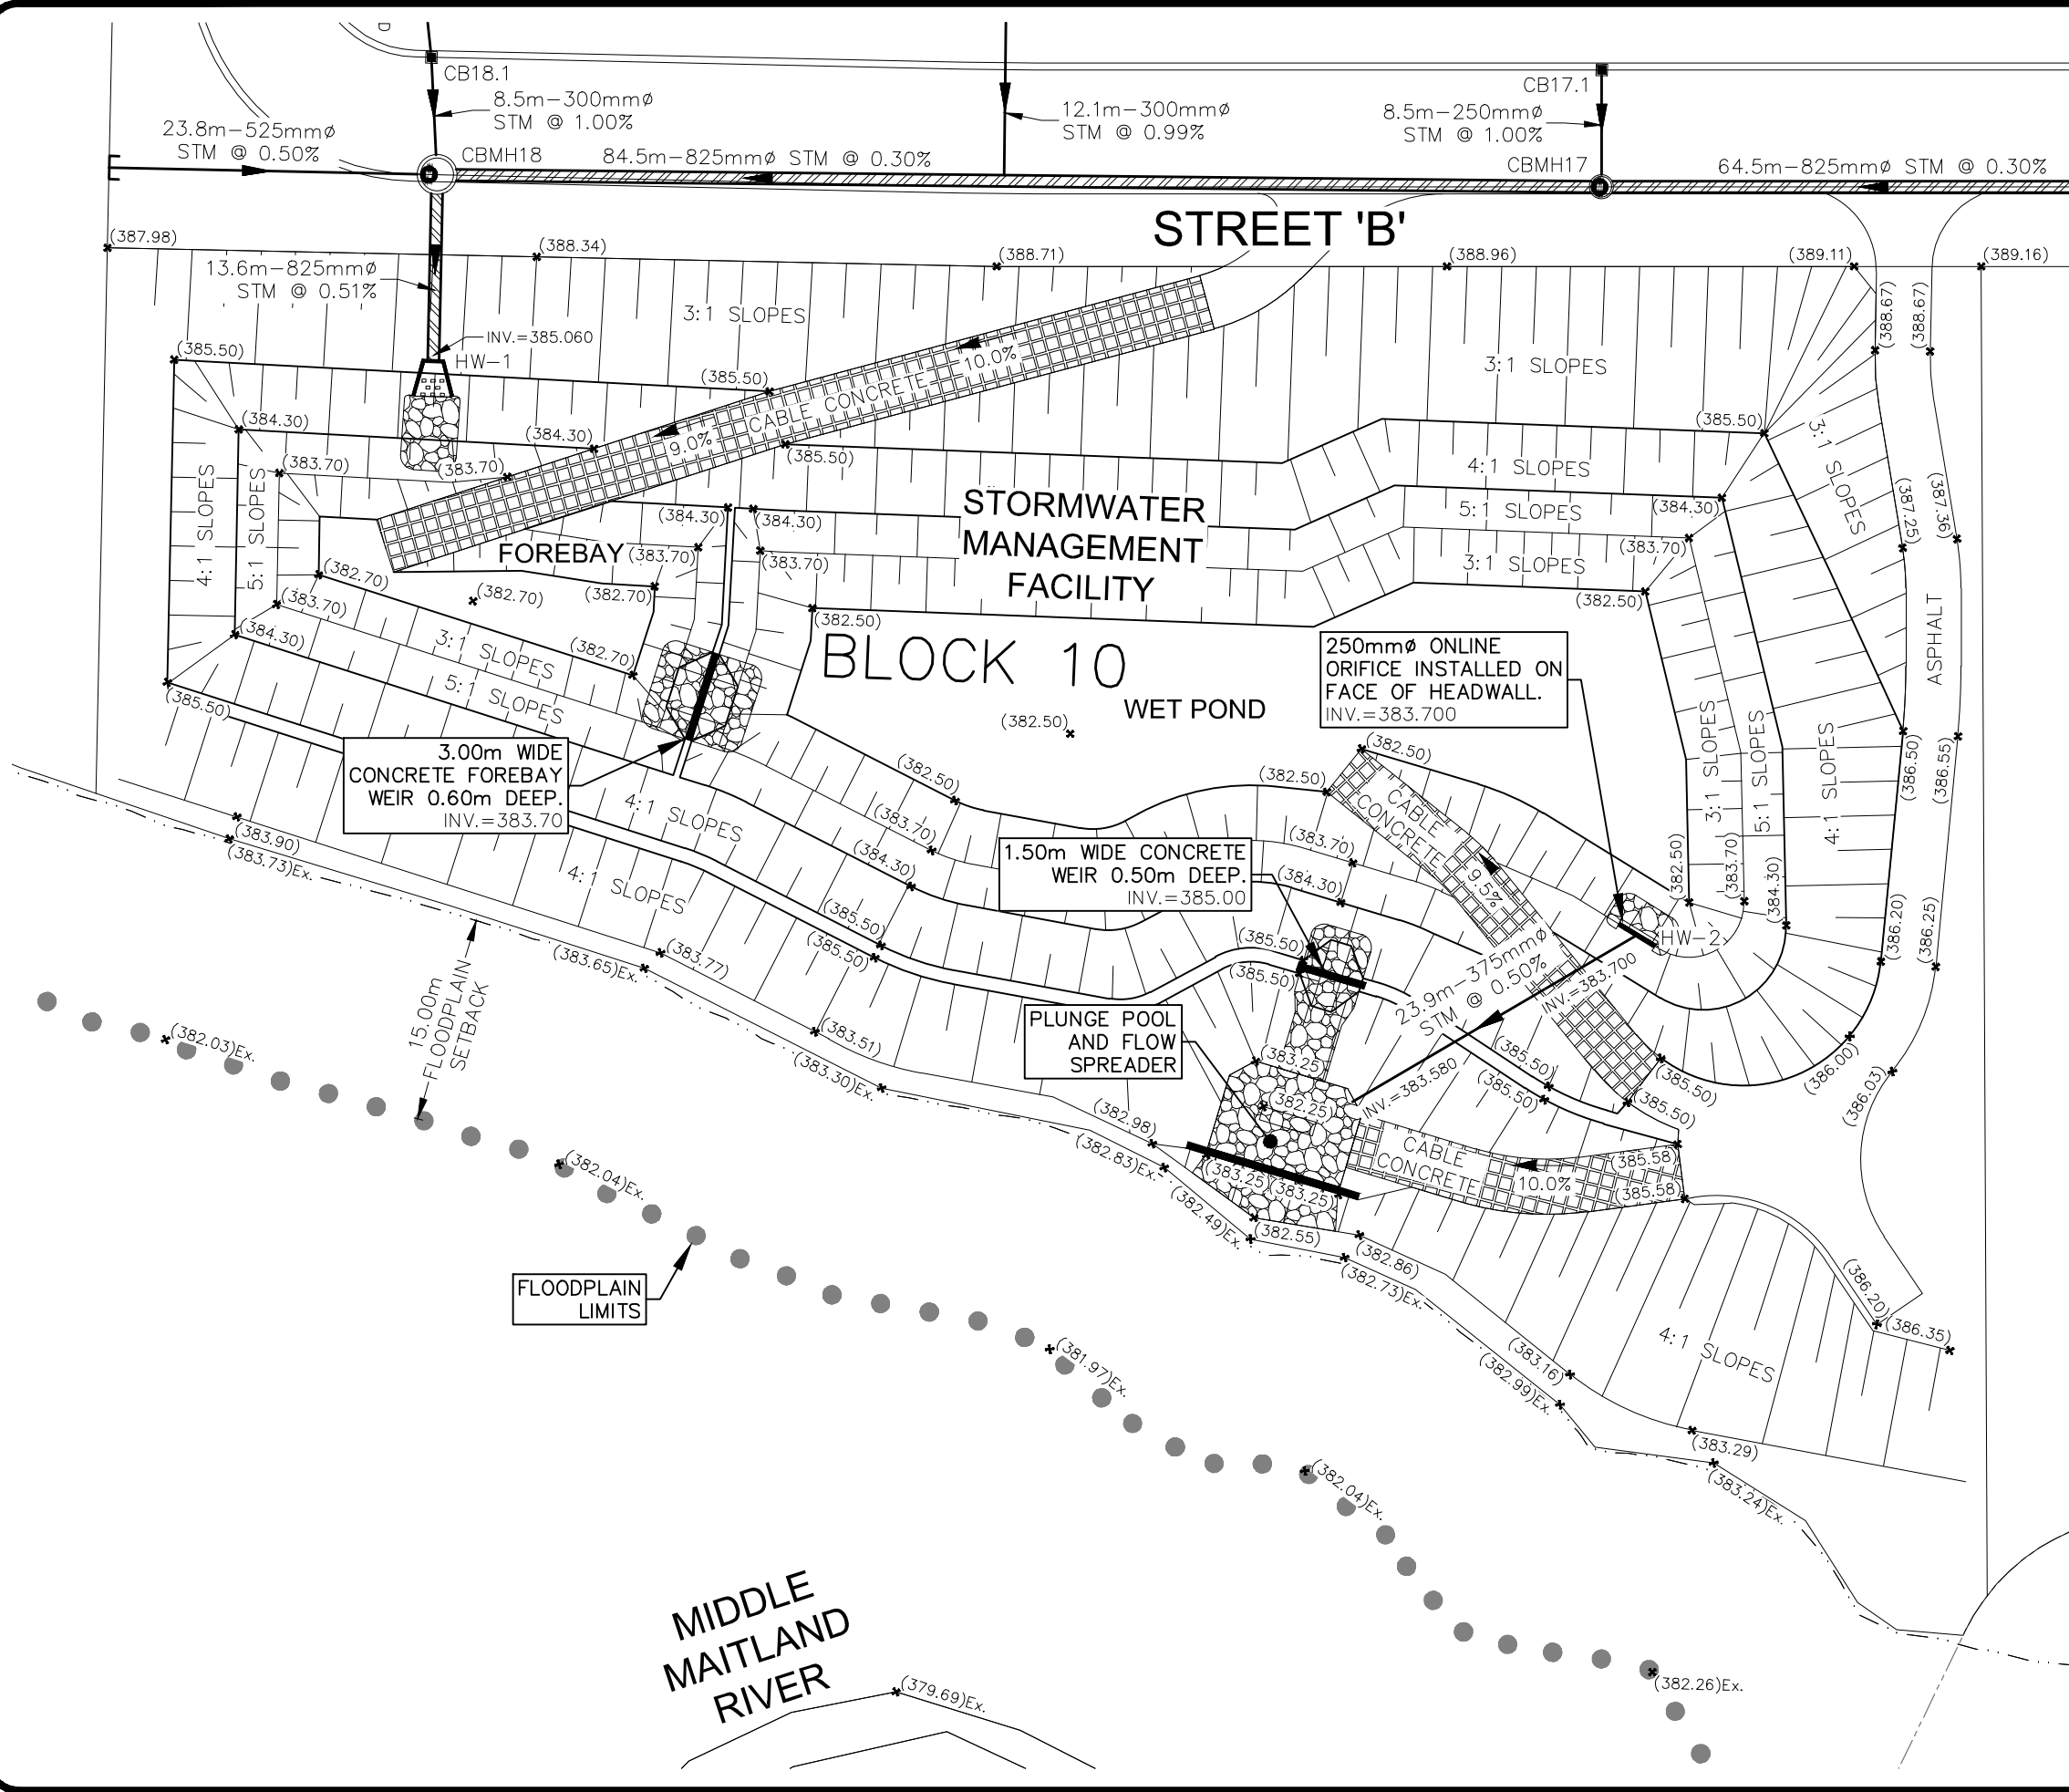 CB18.1
8.5m-300mmø
STM @ 1.00%
12.1m-300mmø
STM @ 0.99%
CB17.1
8.5m-250mmø
STM @ 1.00%
23.8m-525mmø
STM @ 0.50%
CBMH18
84.5m-825mmø STM @ 0.30%
CBMH17
64.5m-825mmø STM @ 0.30%
STREET 'B'
(387.98)
(388.34)
(388.71)
(388.96)
(389.11)
(389.16)
13.6m-825mmø
STM @ 0.51%
INV.=385.060
HW-1
3:1 SLOPES
10.0%
CABLE CONCRETE
9.0%
3:1 SLOPES
(388.67)
(388.67)
(385.50)
(385.50)
(385.50)
(385.50)
(384.30)
(384.30)
(383.70)
(383.70)
4:1 SLOPES
5:1 SLOPES
4:1 SLOPES
5:1 SLOPES
3:1 SLOPES
3:1 SLOPES
(384.30)
(383.70)
(382.50)
(387.25)
(387.36)
STORMWATER
MANAGEMENT
FACILITY
FOREBAY
(384.30)
(384.30)
(383.70)
(383.70)
(382.70)
(382.70)
(382.70)
(382.70)
(383.70)
(384.30)
(385.50)
3:1 SLOPES
5:1 SLOPES
(382.50)
BLOCK 10
WET POND
(382.50)
250mmø ONLINE
ORIFICE INSTALLED ON
FACE OF HEADWALL.
INV.=383.700
ASPHALT
3:1 SLOPES
5:1 SLOPES
4:1 SLOPES
(386.50)
(386.55)
3.00m WIDE
CONCRETE FOREBAY
WEIR 0.60m DEEP.
INV.=383.70
4:1 SLOPES
4:1 SLOPES
(382.50)
(383.70)
(384.30)
(385.50)
(385.50)
(382.50)
(382.50)
CABLE
CONCRETE
9.5%
(383.70)
(384.30)
1.50m WIDE CONCRETE
WEIR 0.50m DEEP.
INV.=385.00
(382.50)
(383.70)
(384.30)
(386.20)
(386.25)
HW-2
(383.90)
(383.73)Ex.
(383.65)Ex.
(383.77)
(383.51)
(383.30)Ex.
15.00m
FLOODPLAIN
SETBACK
(385.50)
(385.50)
23.9m-375mmø
STM @ 0.50%
INV.=383.700
INV.=383.580
PLUNGE POOL
AND FLOW
SPREADER
(383.25)
(382.25)
(385.50)
(385.50)
(385.50)
(385.50)
(386.00)
(386.03)
(382.03)Ex.
(382.04)Ex.
(382.98)
(382.83)Ex.
(382.49)Ex.
(383.25)
(383.25)
(382.55)
CABLE
CONCRETE
10.0%
(385.58)
(385.58)
(382.86)
(382.73)Ex.
(386.20)
(386.35)
FLOODPLAIN
LIMITS
4:1 SLOPES
(383.16)
(382.99)Ex.
(383.29)
(383.24)Ex.
(381.97)Ex.
(382.04)Ex.
(382.26)Ex.
MIDDLE
MAITLAND
RIVER
(379.69)Ex.